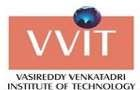 VVIT
VASIREDDY VENKATADRI
INSTITUTE OF TECHNOLOGY